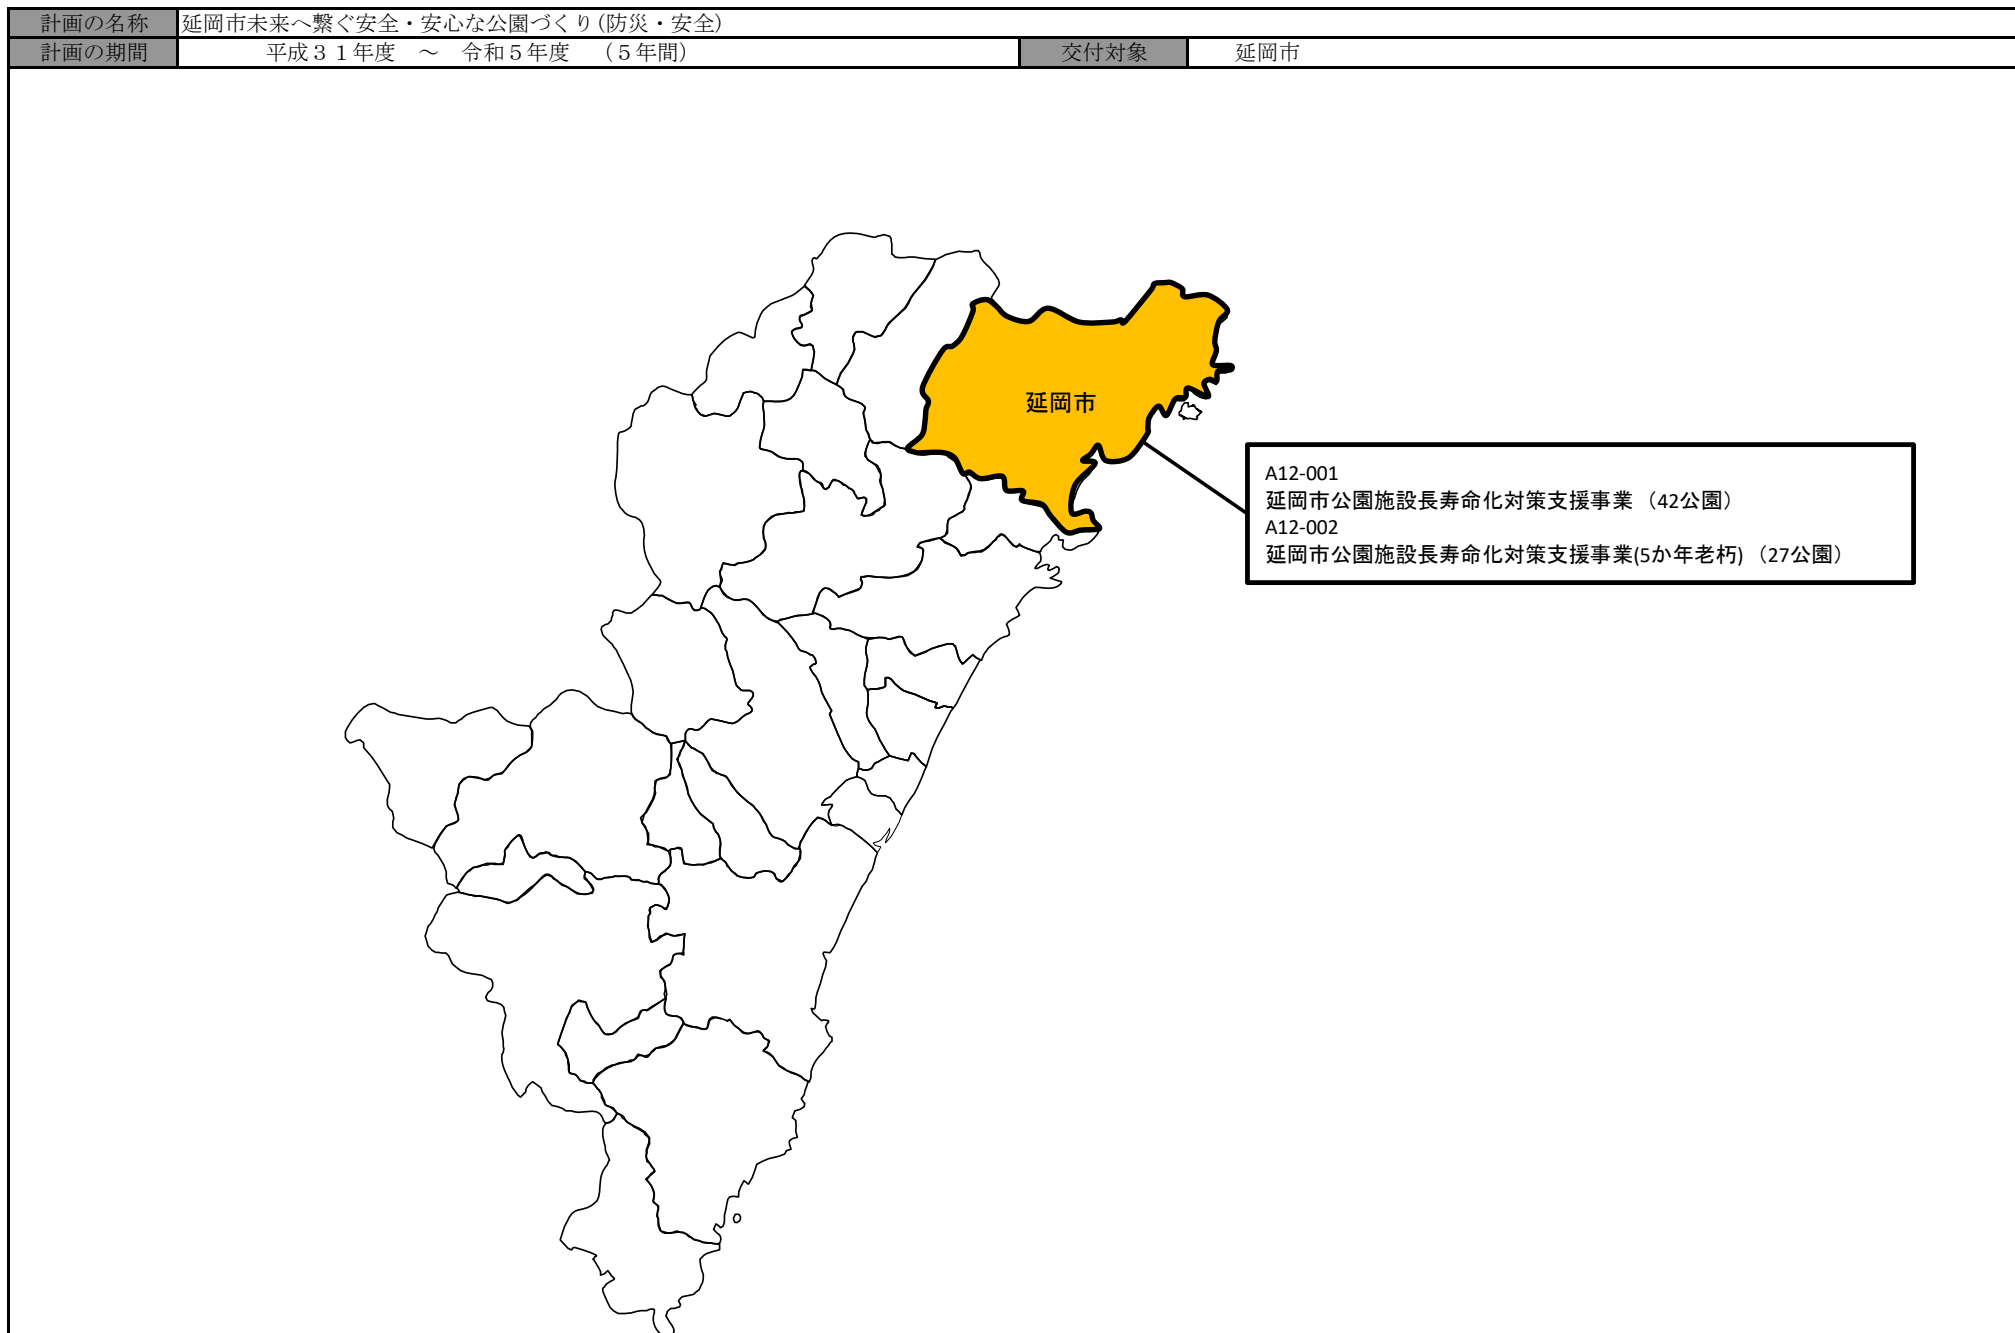 計画の名称 延岡市未来へ繋ぐ安全・安心な公園づくり(防災・安全)
計画の期間 平成３１年度 ～ 令和５年度 （５年間） 交付対象 延岡市
延岡市
A12-001
延岡市公園施設長寿命化対策支援事業（42公園）
A12-002
延岡市公園施設長寿命化対策支援事業(5か年老朽)（27公園）